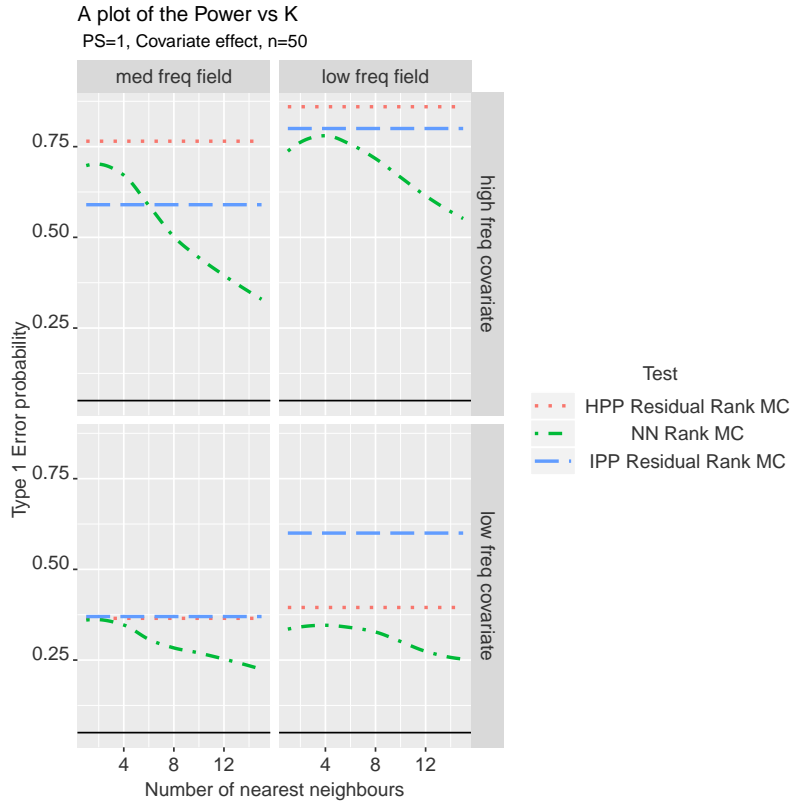 A plot of the Power vs K
PS=1, Covariate effect, n=50
med freq field
low freq field
0.75
0.50
0.25
high freq covariate
Type 1 Error probability
0.75
0.50
0.25
low freq covariate
4 8 12
4 8 12
Number of nearest neighbours
Test
HPP Residual Rank MC
NN Rank MC
IPP Residual Rank MC